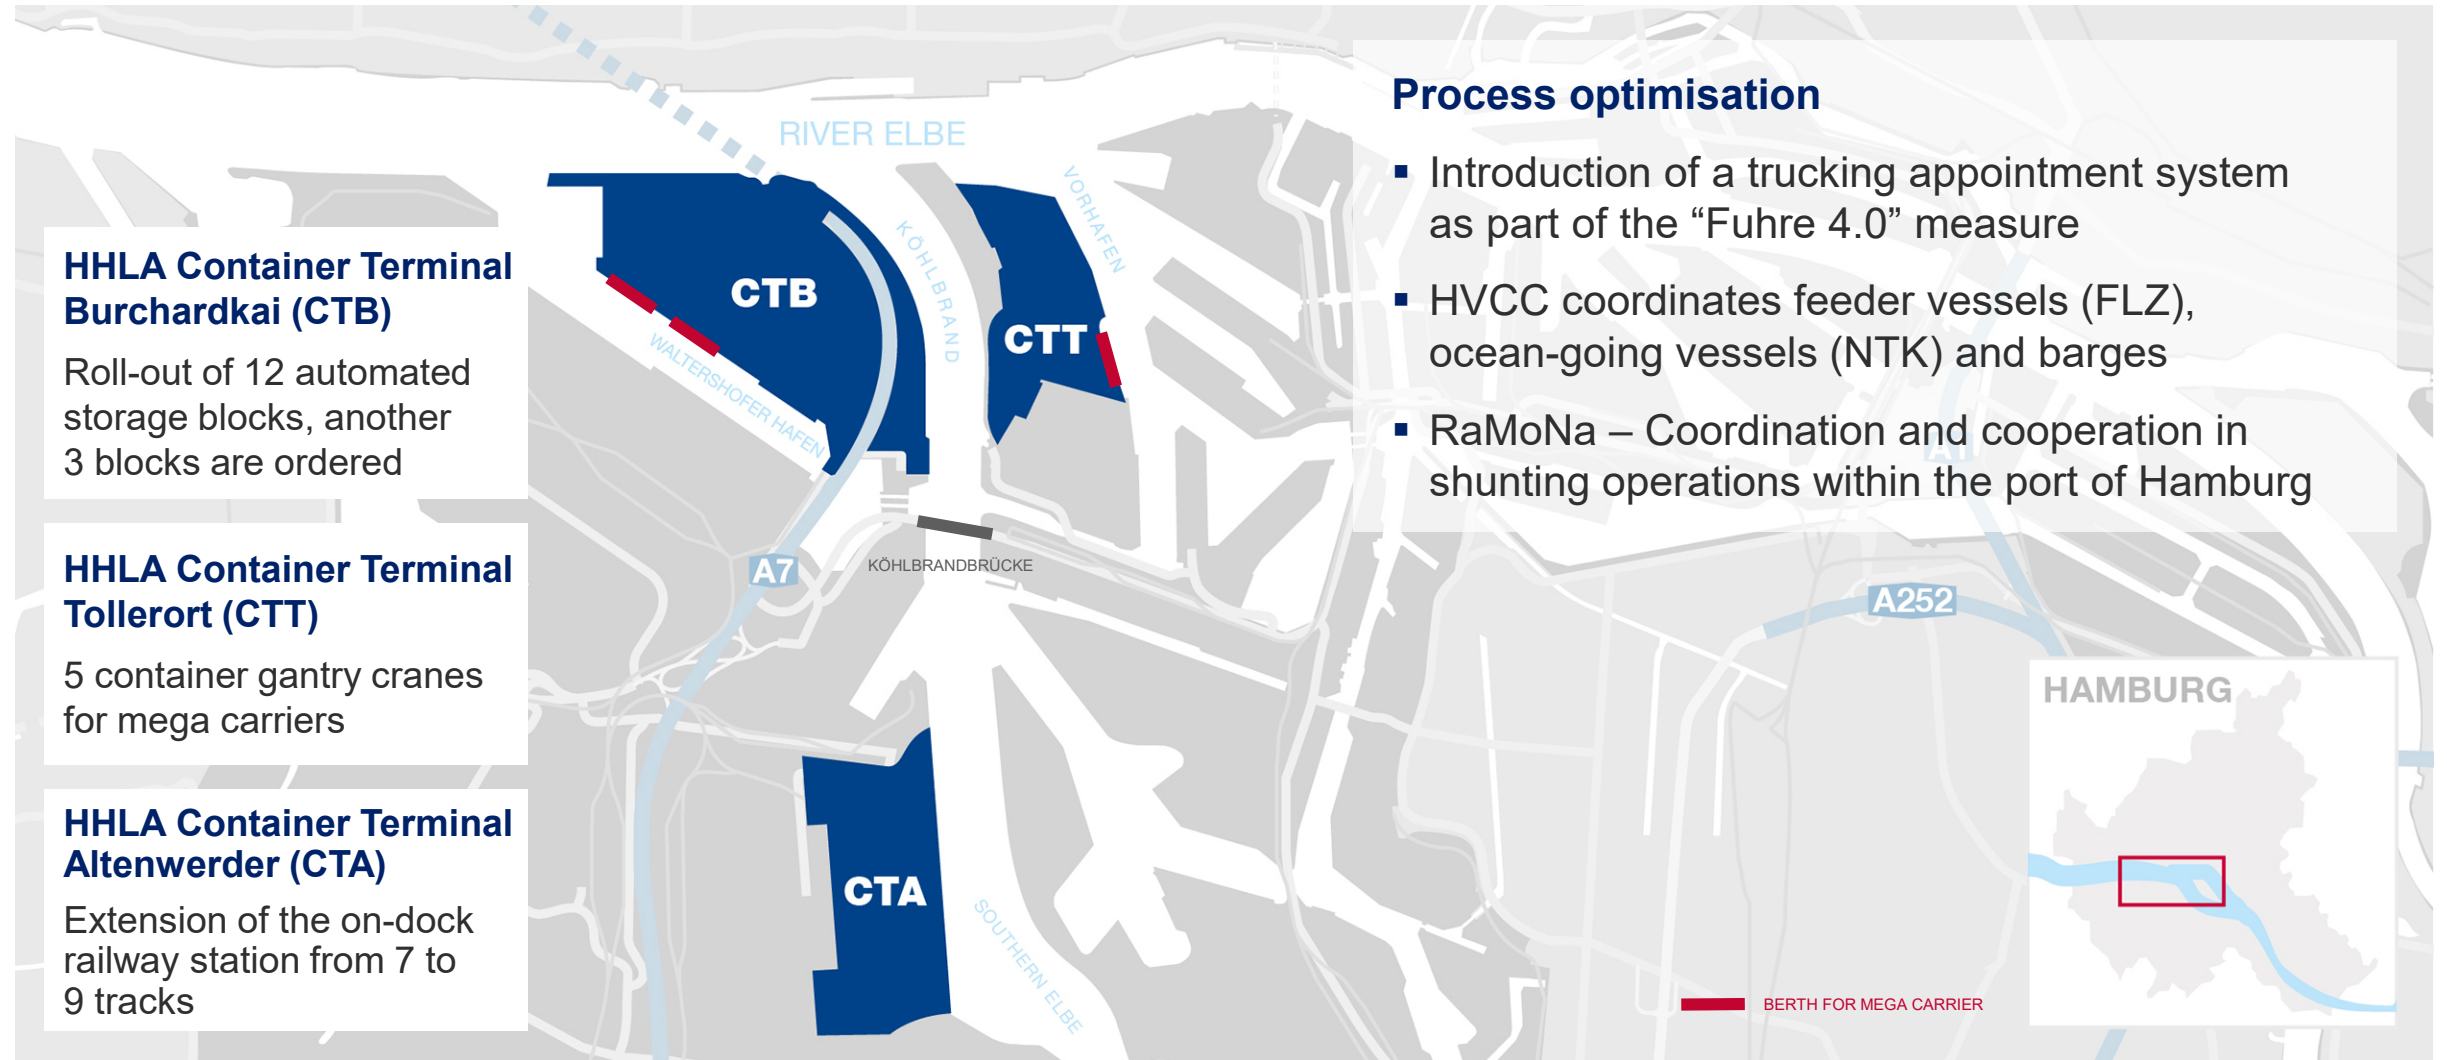 RIVER ELBE
Process optimisation
▪ Introduction of a trucking appointment system
as part of the “Fuhre 4.0” measure
▪ HVCC coordinates feeder vessels (FLZ),
ocean-going vessels (NTK) and barges
▪ RaMoNa – Coordination and cooperation in
shunting operations within the port of Hamburg
HHLA Container Terminal
Burchardkai (CTB)
Roll-out of 12 automated
storage blocks, another
3 blocks are ordered
HHLA Container Terminal
Tollerort (CTT)
5 container gantry cranes
for mega carriers
HHLA Container Terminal
Altenwerder (CTA)
Extension of the on-dock
railway station from 7 to
9 tracks
CTB
KÖHLBRAND
VORHAFEN
CTT
WALTERSHOFER HAFEN
A7
KÖHLBRANDBRÜCKE
A1
A252
CTA
SOUTHERN ELBE
HAMBURG
BERTH FOR MEGA CARRIER